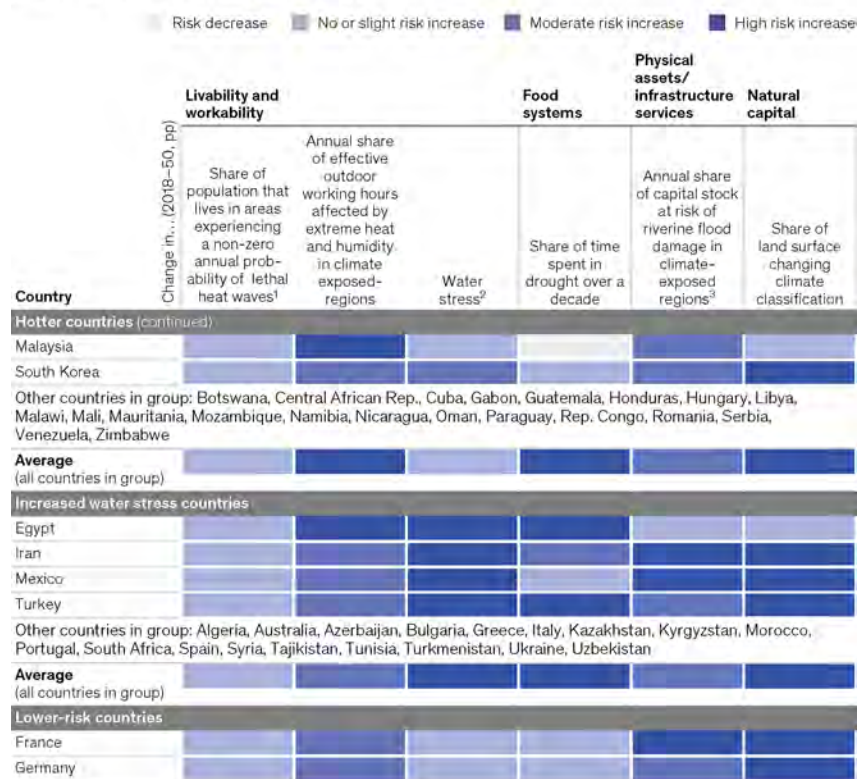 Risk decrease No or slight risk increase Moderate risk increase High risk increase
Livability and
workability
Food
systems
Physical
assets/
infrastructure
services
Natural
capital
Country
Change in... (2018–50, pp)
Share of
population that
lives in areas
experiencing
a non-zero
annual prob-
ability of lethal
heat waves¹
Annual share
of effective
outdoor
working hours
affected by
extreme heat
and humidity
in climate
exposed-
regions
Water
stress²
Share of time
spent in
drought over a
decade
Annual share
of capital stock
at risk of
riverine flood
damage in
climate-
exposed
regions³
Share of
land surface
changing
climate
classification
Hotter countries (continued)
Malaysia
South Korea
Other countries in group: Botswana, Central African Rep., Cuba, Gabon, Guatemala, Honduras, Hungary, Libya,
Malawi, Mali, Mauritania, Mozambique, Namibia, Nicaragua, Oman, Paraguay, Rep. Congo, Romania, Serbia,
Venezuela, Zimbabwe
Average
(all countries in group)
Increased water stress countries
Egypt
Iran
Mexico
Turkey
Other countries in group: Algeria, Australia, Azerbaijan, Bulgaria, Greece, Italy, Kazakhstan, Kyrgyzstan, Morocco,
Portugal, South Africa, Spain, Syria, Tajikistan, Tunisia, Turkmenistan, Ukraine, Uzbekistan
Average
(all countries in group)
Lower-risk countries
France
Germany